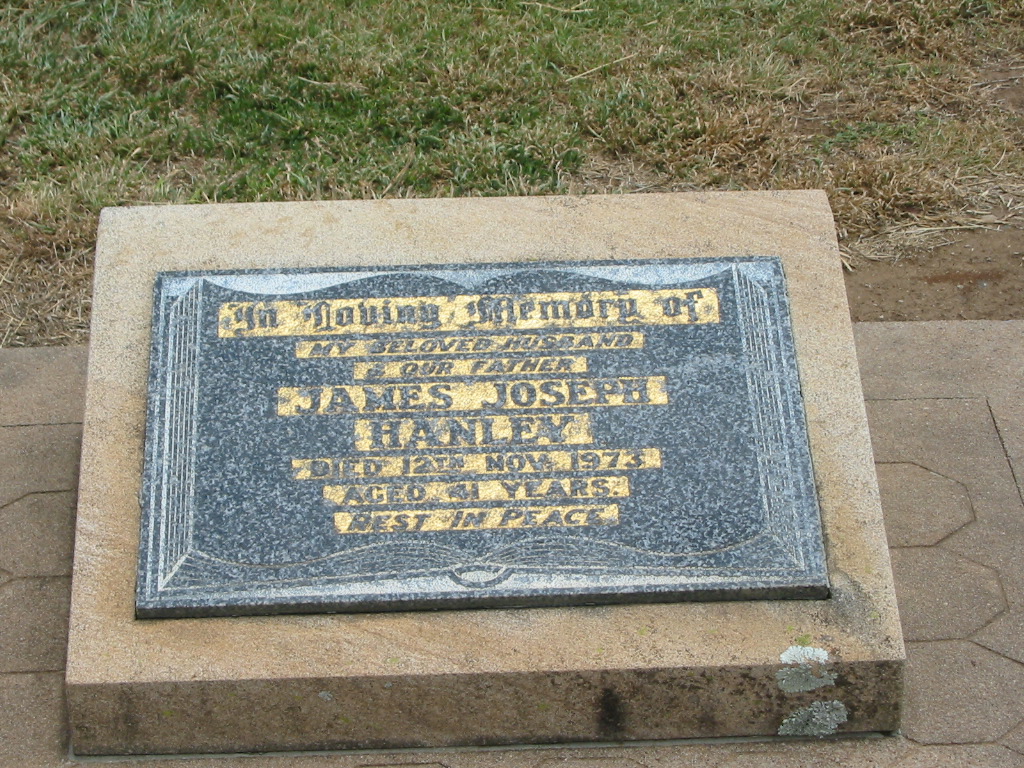 In Loving Memory of
MY BELOVED HUSBAND
& OUR FATHER
JAMES JOSEPH
HANLEY
DIED 12TH NOV. 1973
AGED 41 YEARS.
REST IN PEACE